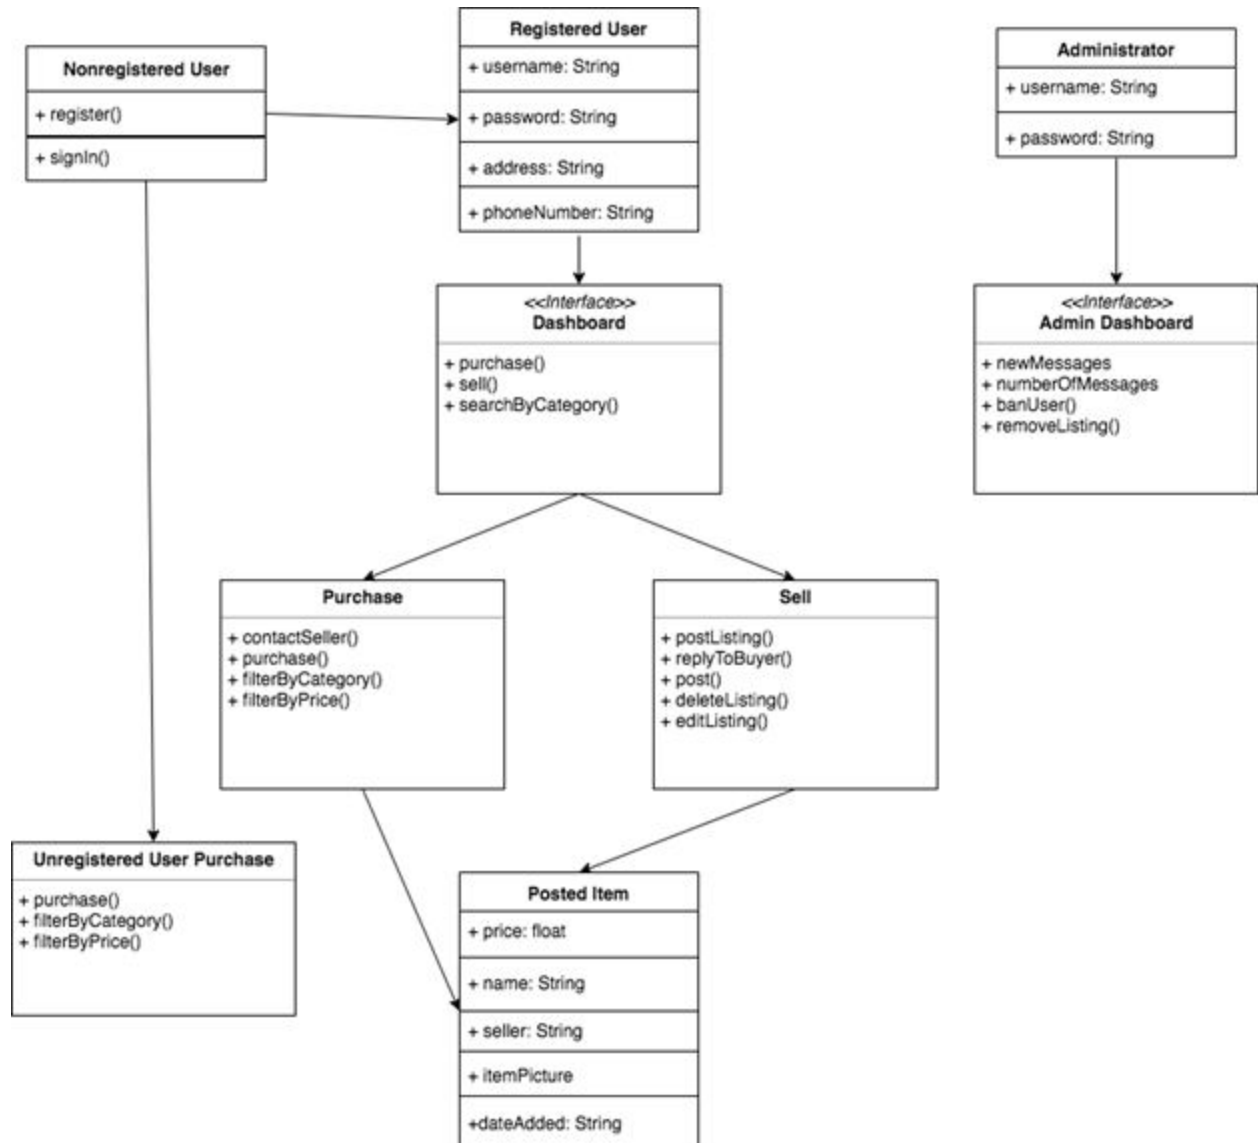 Nonregistered User
+ register()
+ signIn()
Registered User
+ username: String
+ password: String
+ address: String
+ phoneNumber: String
Administrator
+ username: String
+ password: String
<<Interface>>
Dashboard
+ purchase()
+ sell()
+ searchByCategory()
<<Interface>>
Admin Dashboard
+ newMessages
+ numberOfMessages
+ banUser()
+ removeListing()
Purchase
+ contactSeller()
+ purchase()
+ filterByCategory()
+ filterByPrice()
Sell
+ postListing()
+ replyToBuyer()
+ post()
+ deleteListing()
+ editListing()
Unregistered User Purchase
+ purchase()
+ filterByCategory()
+ filterByPrice()
Posted Item
+ price: float
+ name: String
+ seller: String
+ itemPicture
+dateAdded: String